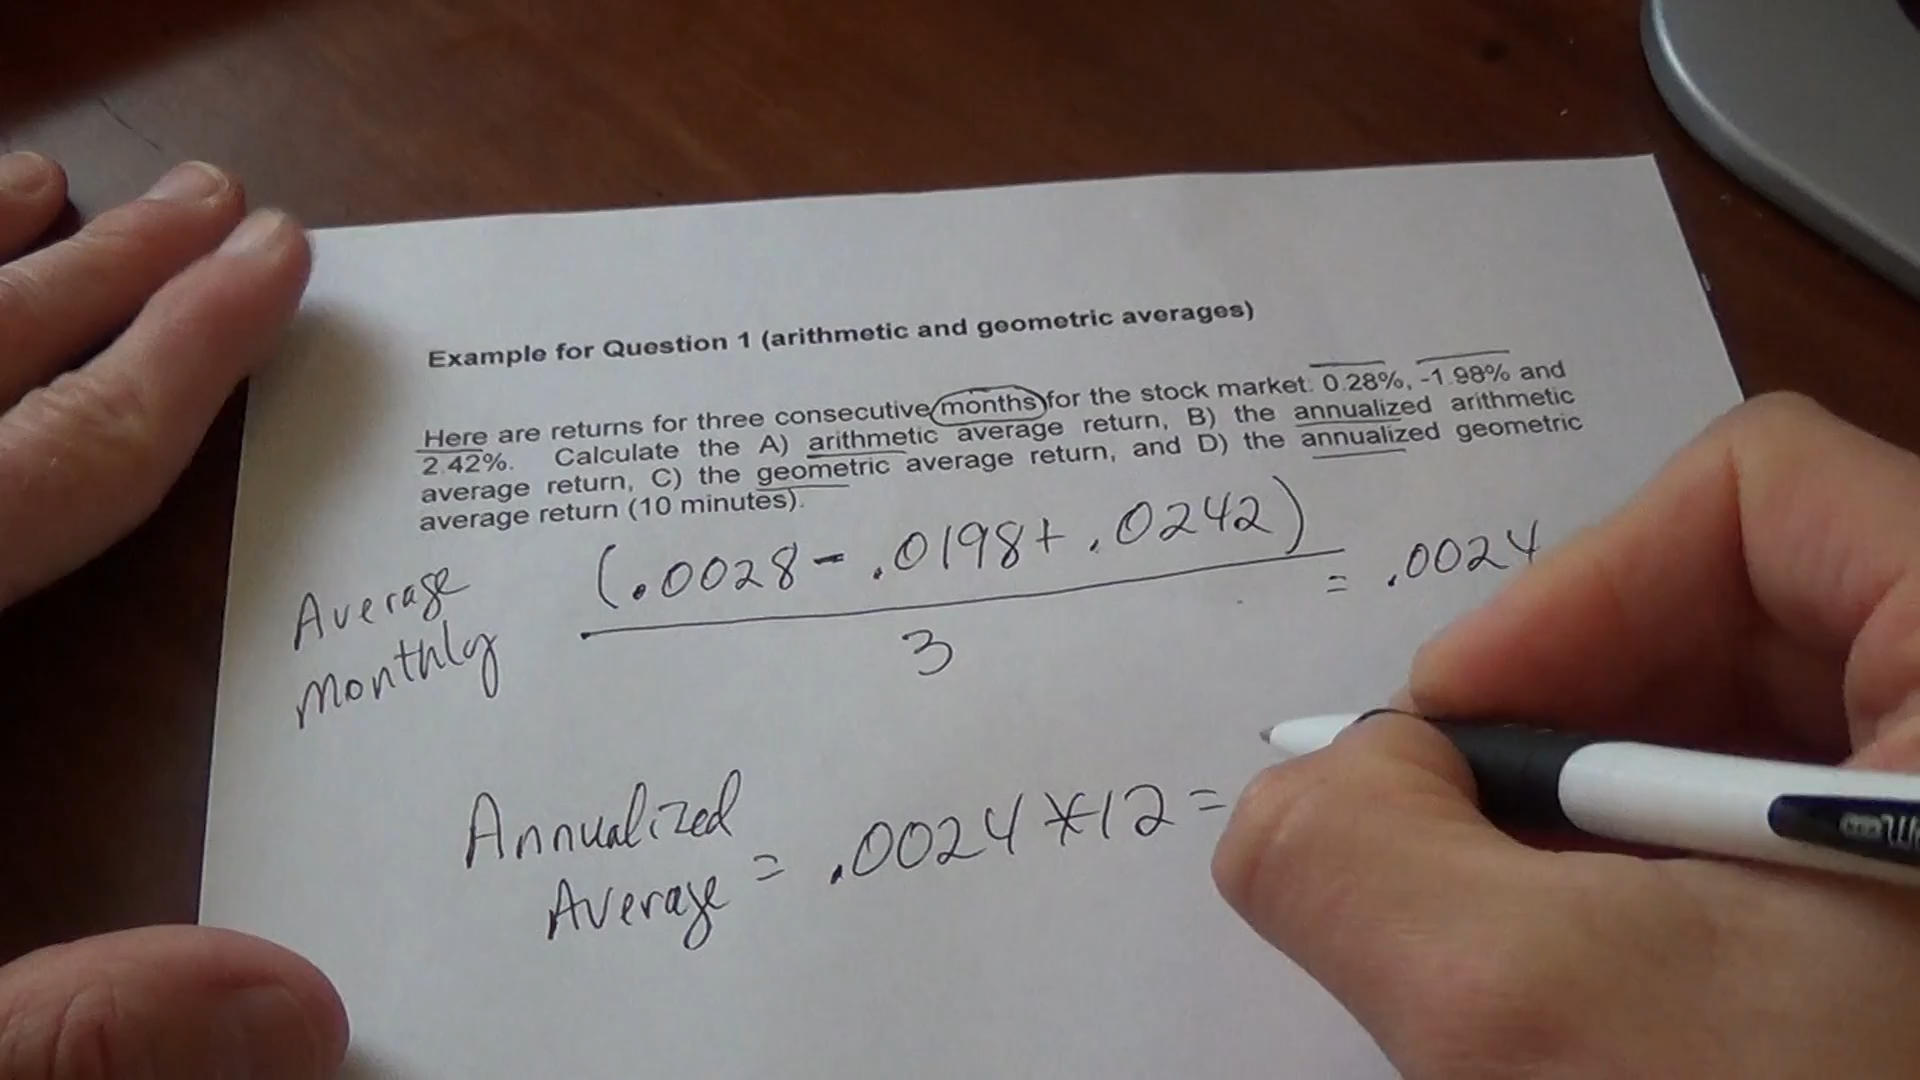 Example for Question 1 (arithmetic and geometric averages)
Here are returns for three consecutive months for the stock market: 0.28%, -1.98% and
2.42%. Calculate the A) arithmetic average return, B) the annualized arithmetic
average return, C) the geometric average return, and D) the annualized geometric
average return (10 minutes).
Average
monthly
(.0028 - .0198 + .0242)
3
= .0024
Annualized
Average = .0024 * 12 =